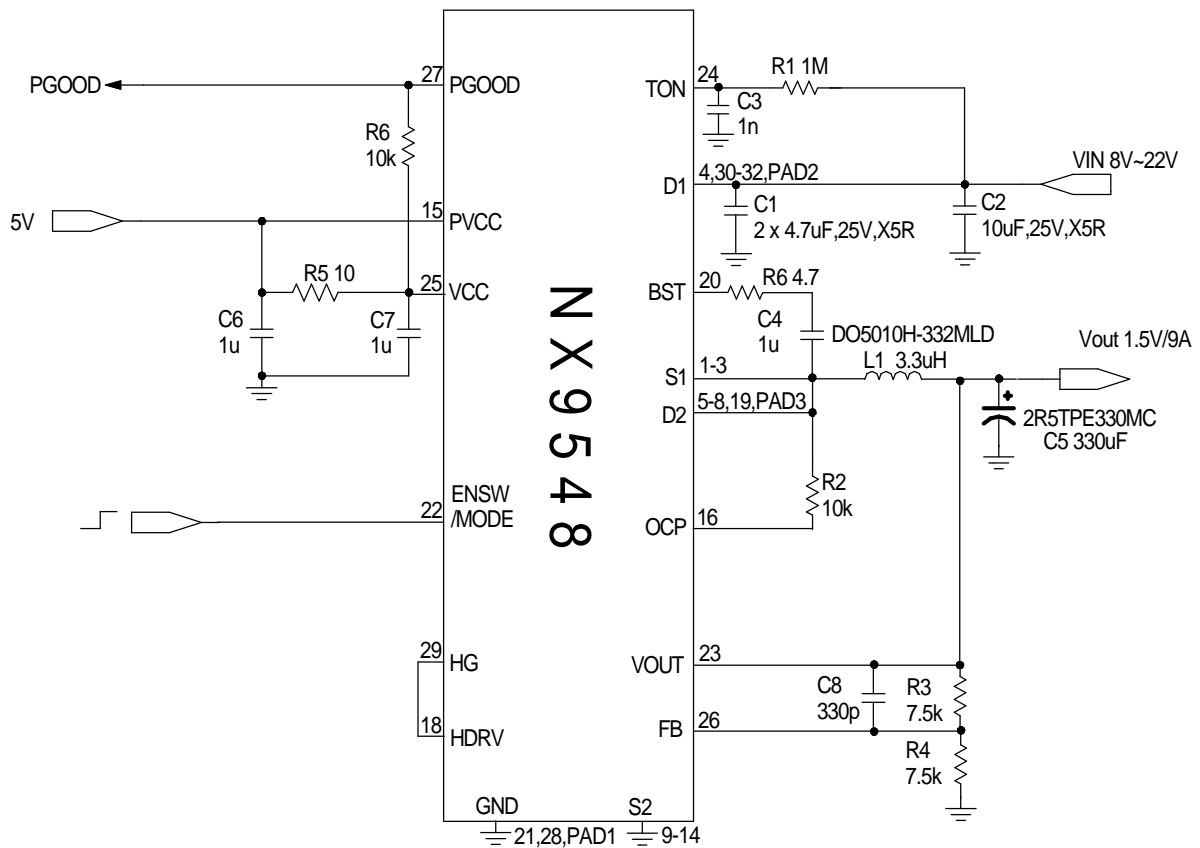 PGOOD
27
PGOOD
R6
10k
5V
15
PVCC
R5 10
25
VCC
C6
1u
C7
1u
22
ENSW
/MODE
29
HG
18
HDRV
NX9548
GND
21,28,PAD1
S2
9-14
TON
24
R1 1M
C3
1n
D1
4,30-32,PAD2
VIN 8V~22V
C1
2 x 4.7uF,25V,X5R
C2
10uF,25V,X5R
BST
20
R6 4.7
C4
1u
DO5010H-332MLD
L1 3.3uH
Vout 1.5V/9A
S1
1-3
D2
5-8,19,PAD3
2R5TPE330MC
C5 330uF
R2
10k
OCP
16
VOUT
23
C8
330p
R3
7.5k
FB
26
R4
7.5k